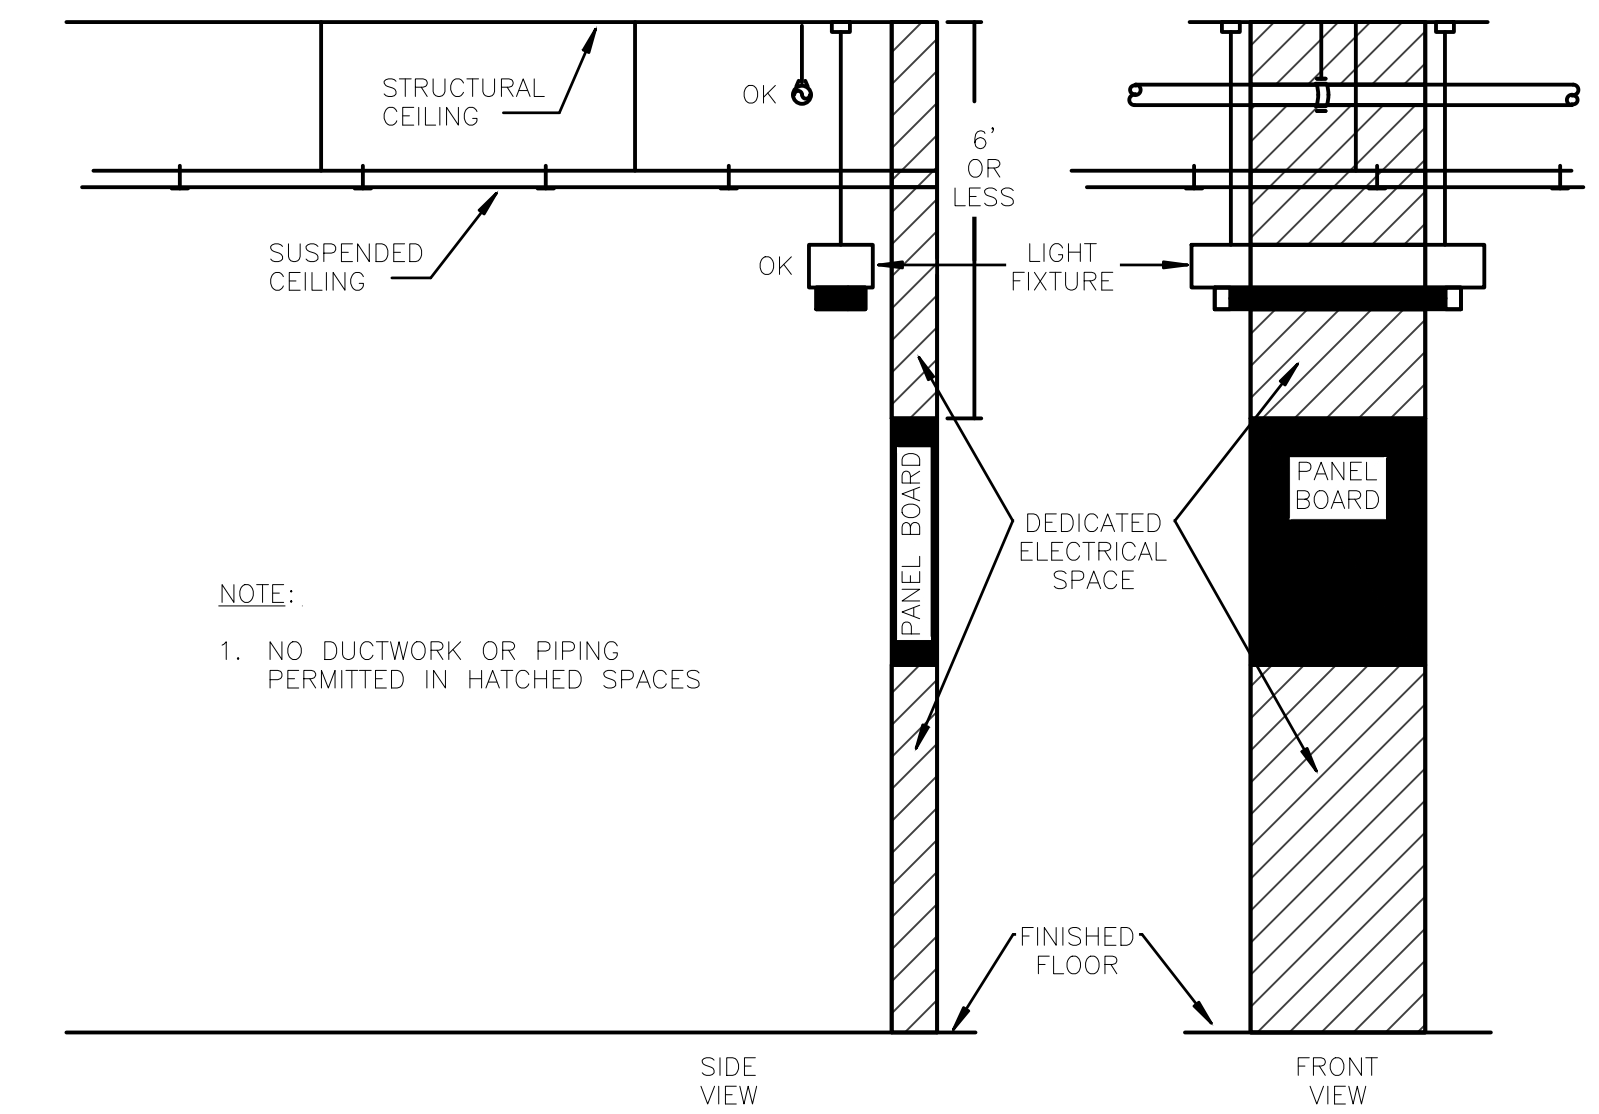 STRUCTURAL
CEILING
OK
6'
OR
LESS
SUSPENDED
CEILING
OK
LIGHT
FIXTURE
PANEL BOARD
PANEL
BOARD
DEDICATED
ELECTRICAL
SPACE
NOTE:
1. NO DUCTWORK OR PIPING
PERMITTED IN HATCHED SPACES
FINISHED
FLOOR
SIDE
VIEW
FRONT
VIEW